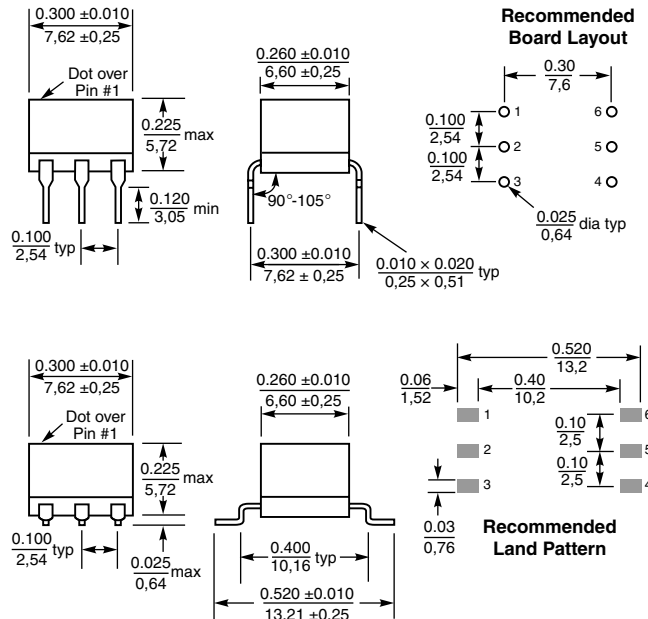 0.300 ±0.010
7,62 ±0,25
Dot over
Pin #1
0.225
5,72
max
0.120
3,05
min
0.100
2,54
typ
0.260 ±0.010
6,60 ±0,25
90°-105°
0.300 ±0.010
7,62 ± 0,25
0.010 × 0.020
0,25 × 0,51
typ
Recommended
Board Layout
0.30
7,6
1
6
0.100
2,54
2
5
0.100
2,54
3
4
0.025
0,64
dia typ
0.300 ±0.010
7,62 ±0,25
Dot over
Pin #1
0.225
5,72
max
0.100
2,54
typ
0.025
0,64
max
0.260 ±0.010
6,60 ±0,25
0.400
10,16
typ
0.520 ±0.010
13,21 ±0,25
0.520
13,2
0.06
1,52
0.40
10,2
1
6
0.10
2,5
2
5
0.10
2,5
3
4
0.03
0,76
Recommended
Land Pattern